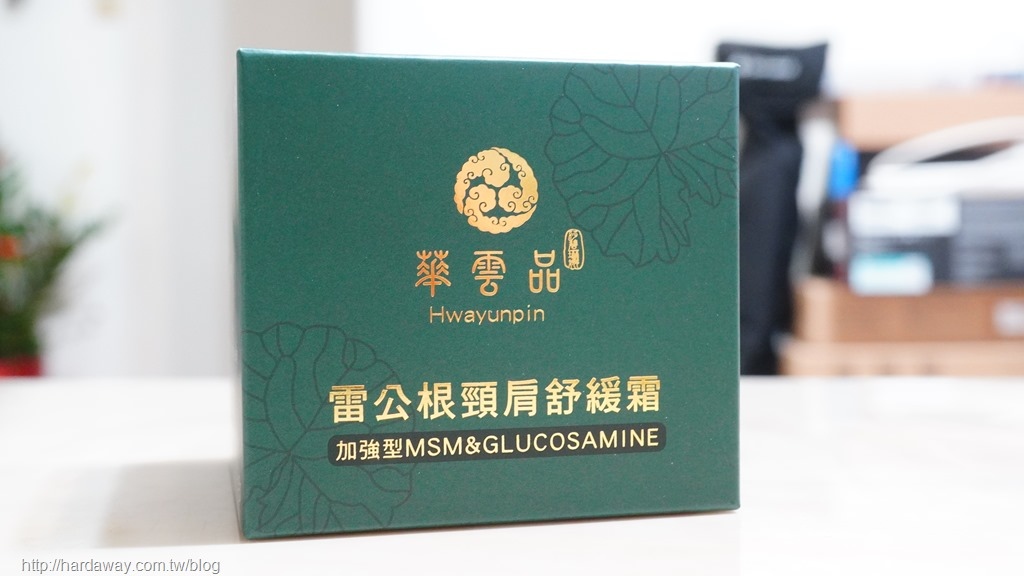 華雲品
Hwayunpin
雷公根頸肩舒緩霜
加強型MSM&GLUCOSAMINE
http://hardaway.com.tw/blog